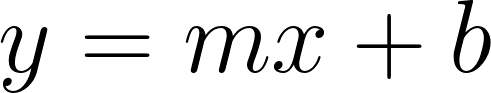 y = mx + b